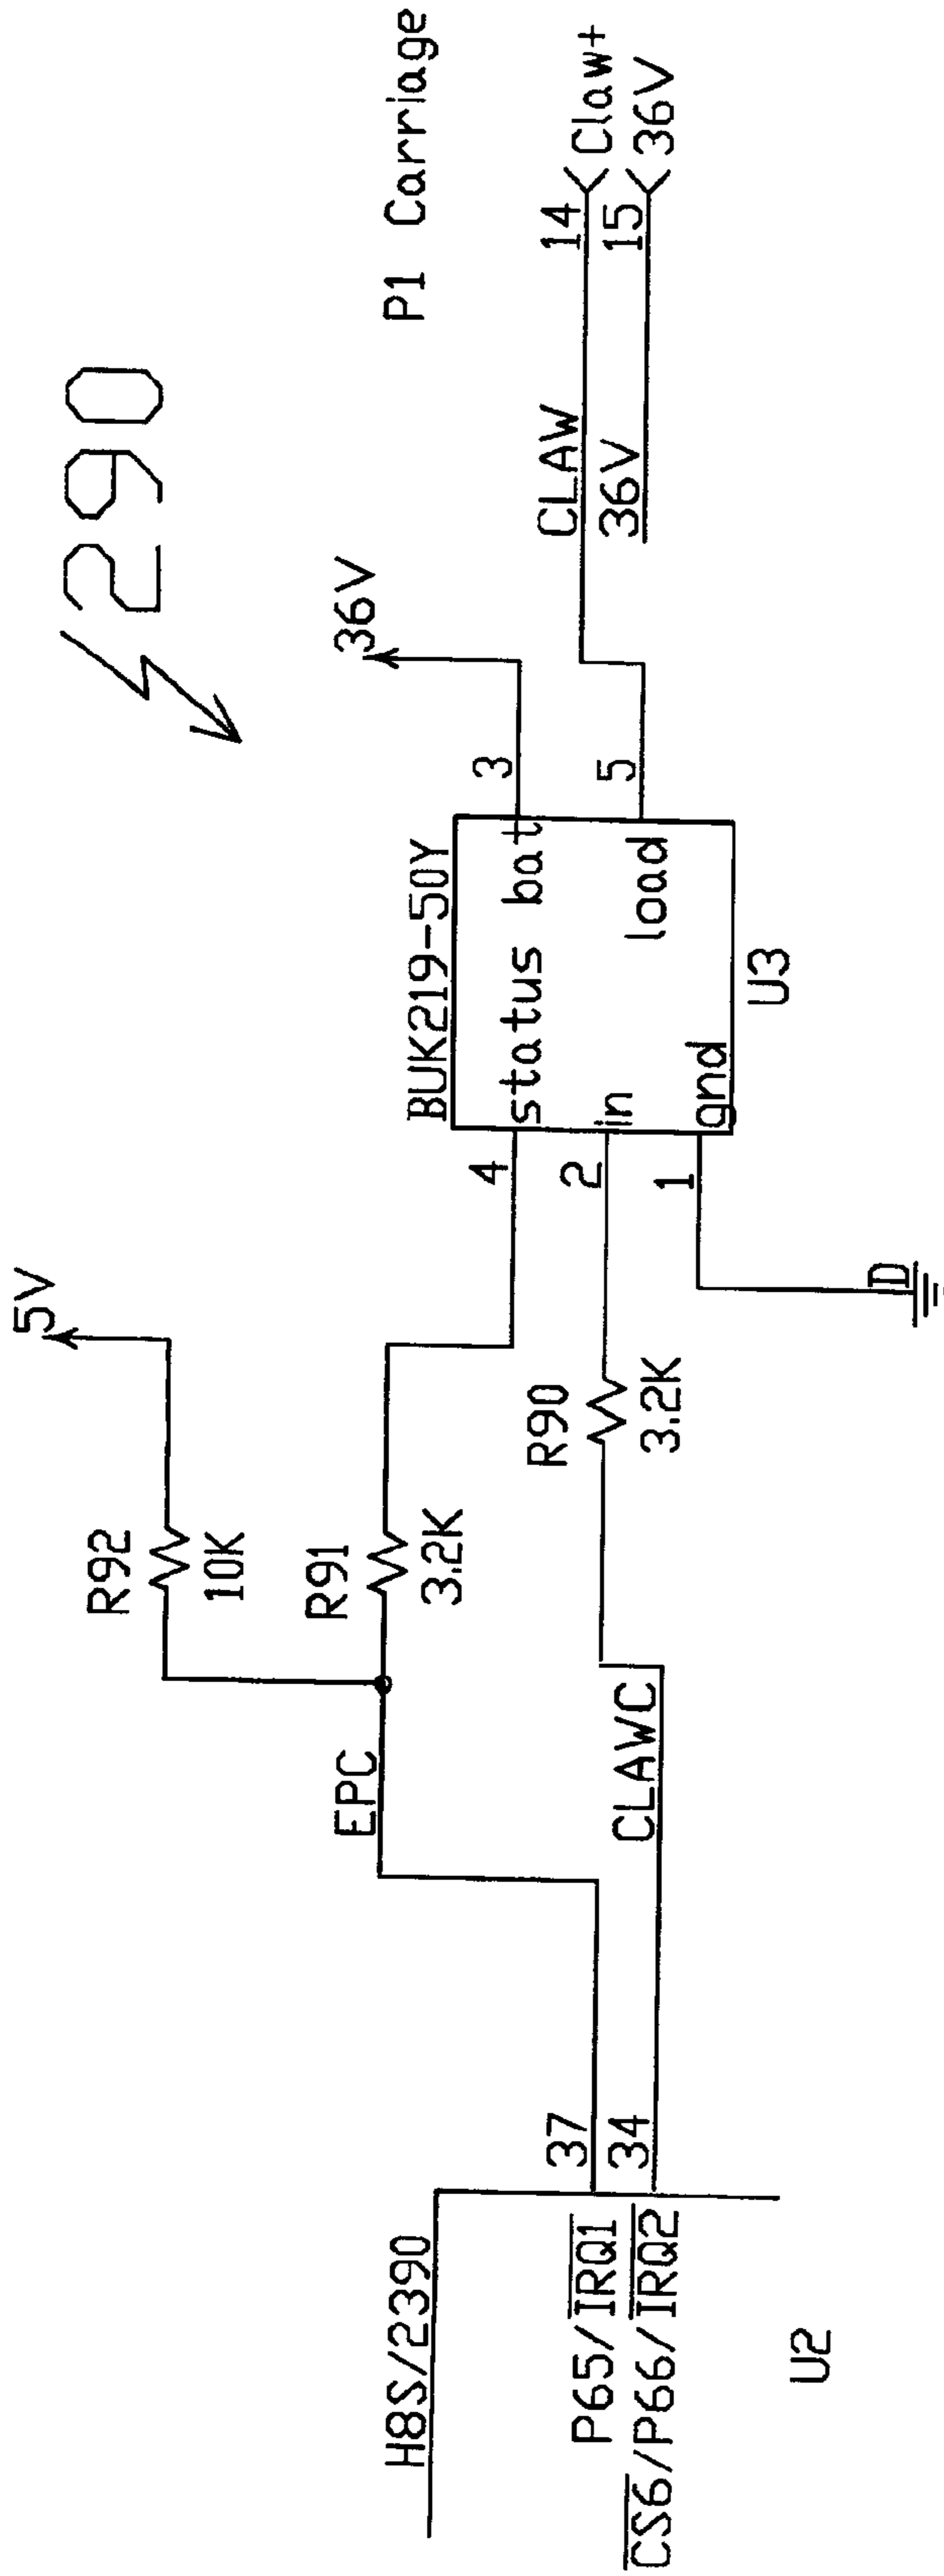 290
P1 Carriage
5V
36V
R92
10K
EPC
R91
3.2K
H8S/2390
BUK219-50Y
4
status
bat
3
CLAW
14
Claw+
36V
15
36V
P65/IRQ1
37
R90
3.2K
2
in
load
5
CS6/P66/IRQ2
34
CLAWC
1
gnd
U2
U3
D